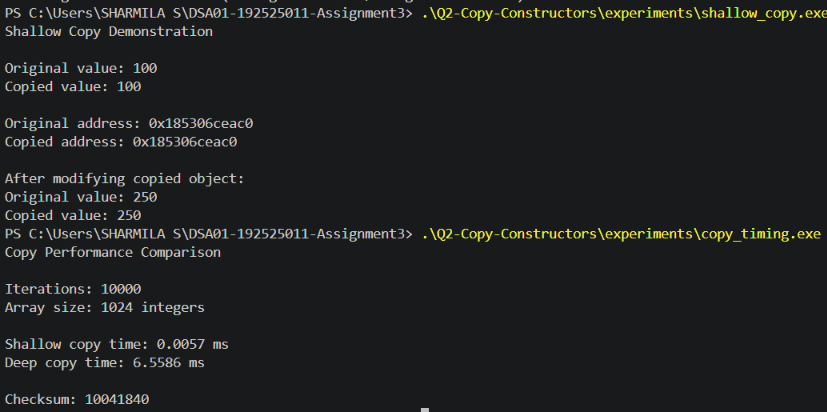 PS C:\Users\SHARMILA S\DSA01-192525011-Assignment3> .\Q2-Copy-Constructors\experiments\shallow_copy.exe
Shallow Copy Demonstration
Original value: 100
Copied value: 100
Original address: 0x185306ceac0
Copied address: 0x185306ceac0
After modifying copied object:
Original value: 250
Copied value: 250
PS C:\Users\SHARMILA S\DSA01-192525011-Assignment3> .\Q2-Copy-Constructors\experiments\copy_timing.exe
Copy Performance Comparison
Iterations: 10000
Array size: 1024 integers
Shallow copy time: 0.0057 ms
Deep copy time: 6.5586 ms
Checksum: 10041840